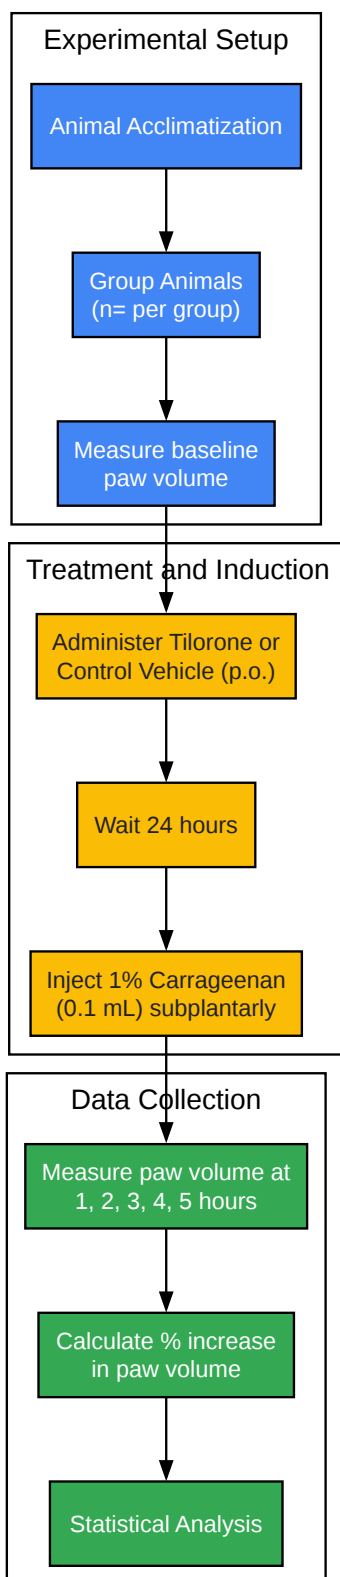 Experimental Setup
Animal Acclimatization
Group Animals
(n= per group)
Measure baseline
paw volume
Treatment and Induction
Administer Tilorone or
Control Vehicle (p.o.)
Wait 24 hours
Inject 1% Carrageenan
(0.1 mL) subplantarly
Data Collection
Measure paw volume at
1, 2, 3, 4, 5 hours
Calculate % increase
in paw volume
Statistical Analysis